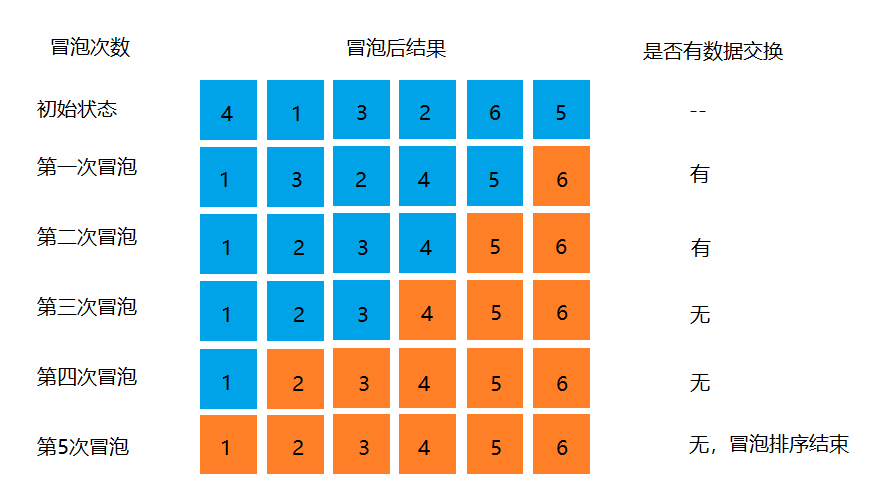 冒泡次数 冒泡后结果 是否有数据交换
初始状态 4 1 3 2 6 5 --
第一次冒泡 1 3 2 4 5 6 有
第二次冒泡 1 2 3 4 5 6 有
第三次冒泡 1 2 3 4 5 6 无
第四次冒泡 1 2 3 4 5 6 无
第5次冒泡 1 2 3 4 5 6 无，冒泡排序结束